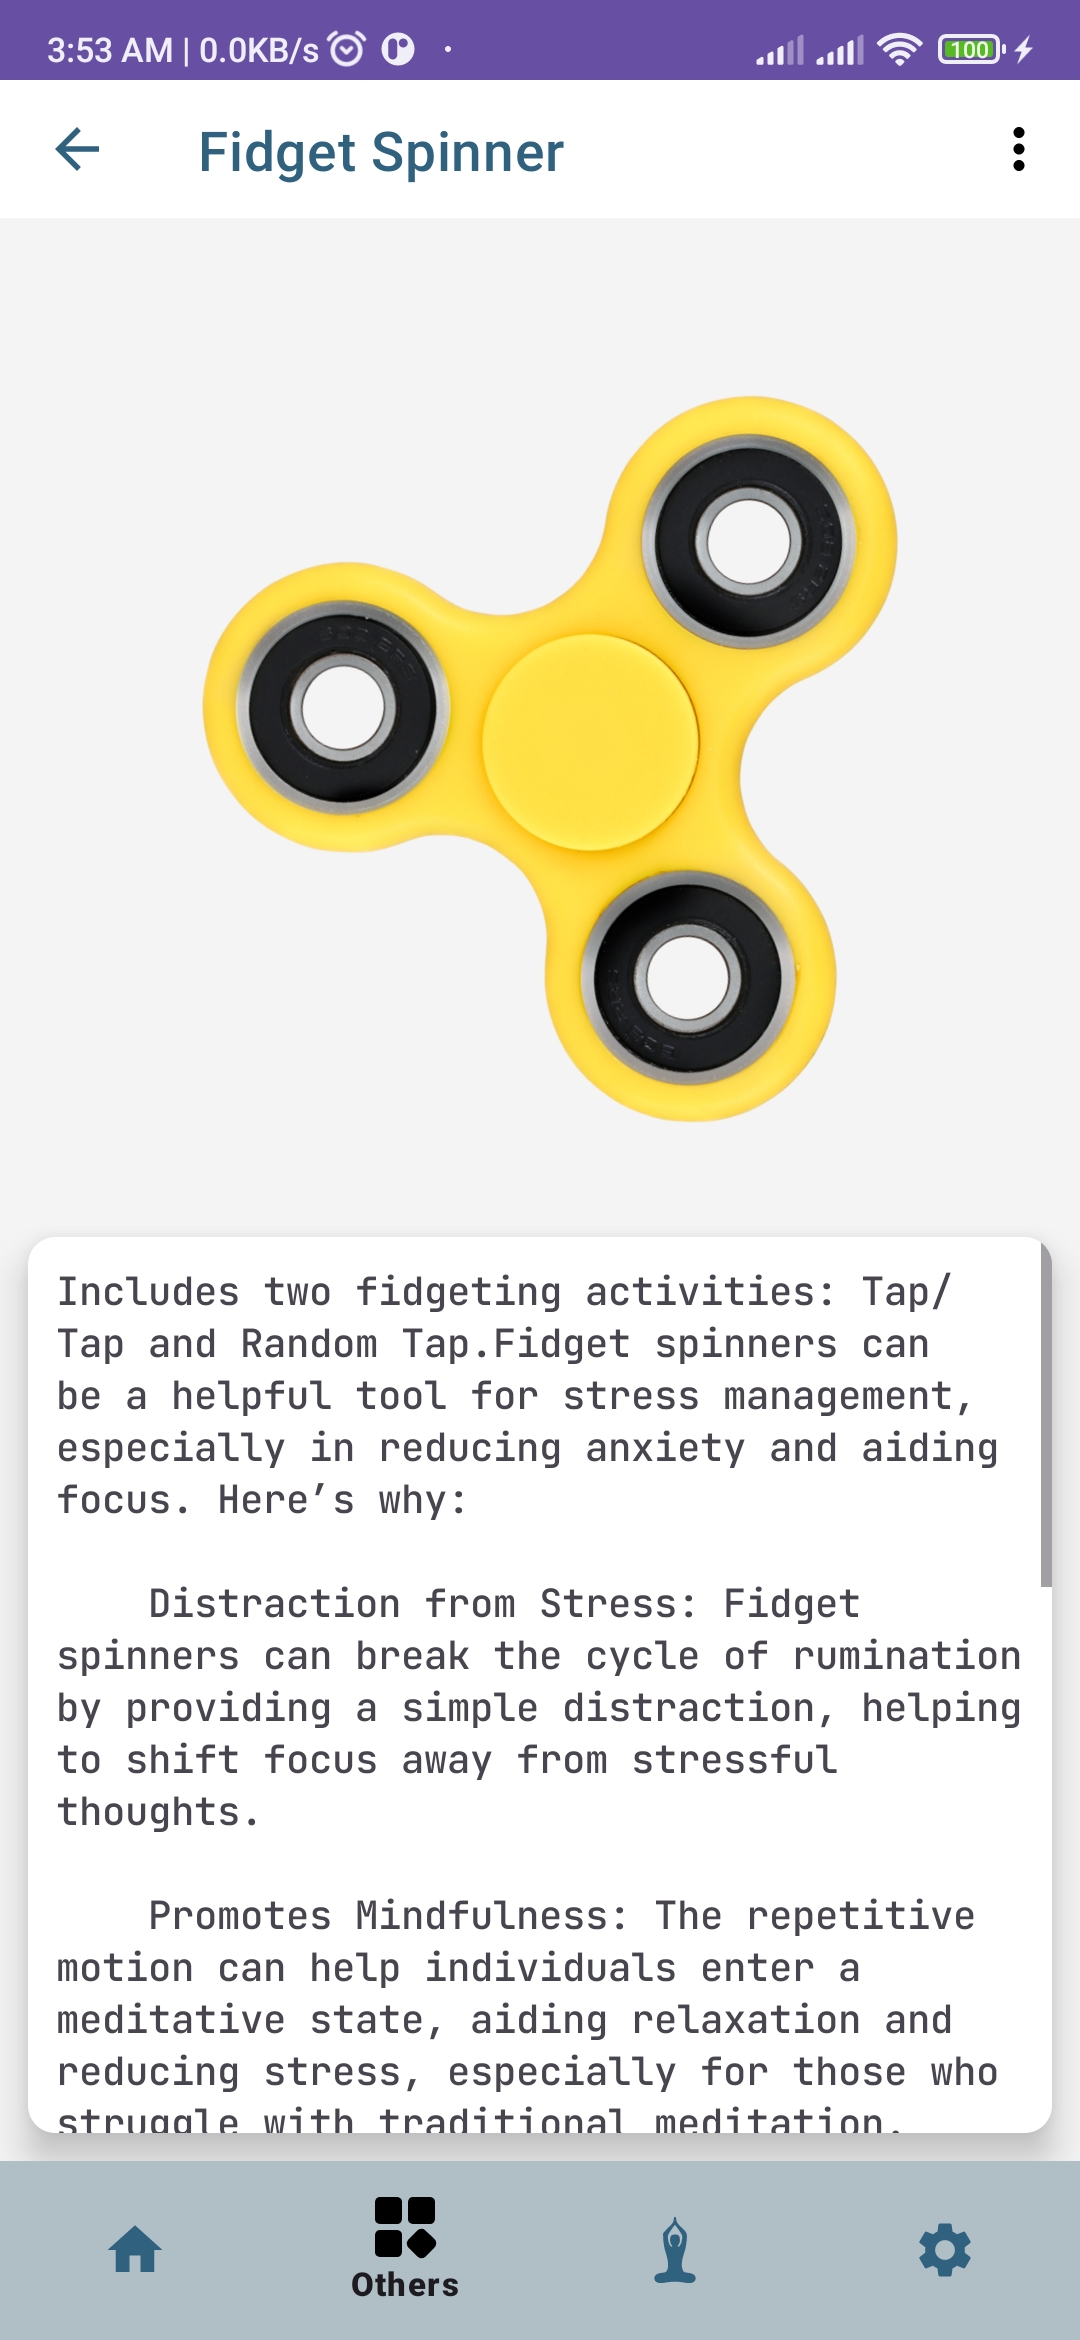 3:53 AM | 0.0KB/s
100
Fidget Spinner
Includes two fidgeting activities: Tap/
Tap and Random Tap.Fidget spinners can
be a helpful tool for stress management,
especially in reducing anxiety and aiding
focus. Here’s why:
Distraction from Stress: Fidget
spinners can break the cycle of rumination
by providing a simple distraction, helping
to shift focus away from stressful
thoughts.
Promotes Mindfulness: The repetitive
motion can help individuals enter a
meditative state, aiding relaxation and
reducing stress, especially for those who
struggle with traditional meditation.
Others